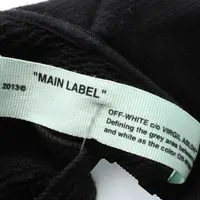 2013©
"MAIN LABEL"
OFF-WHITE c/o VIRGIL ABLOH
Defining the grey area between
and white as the color